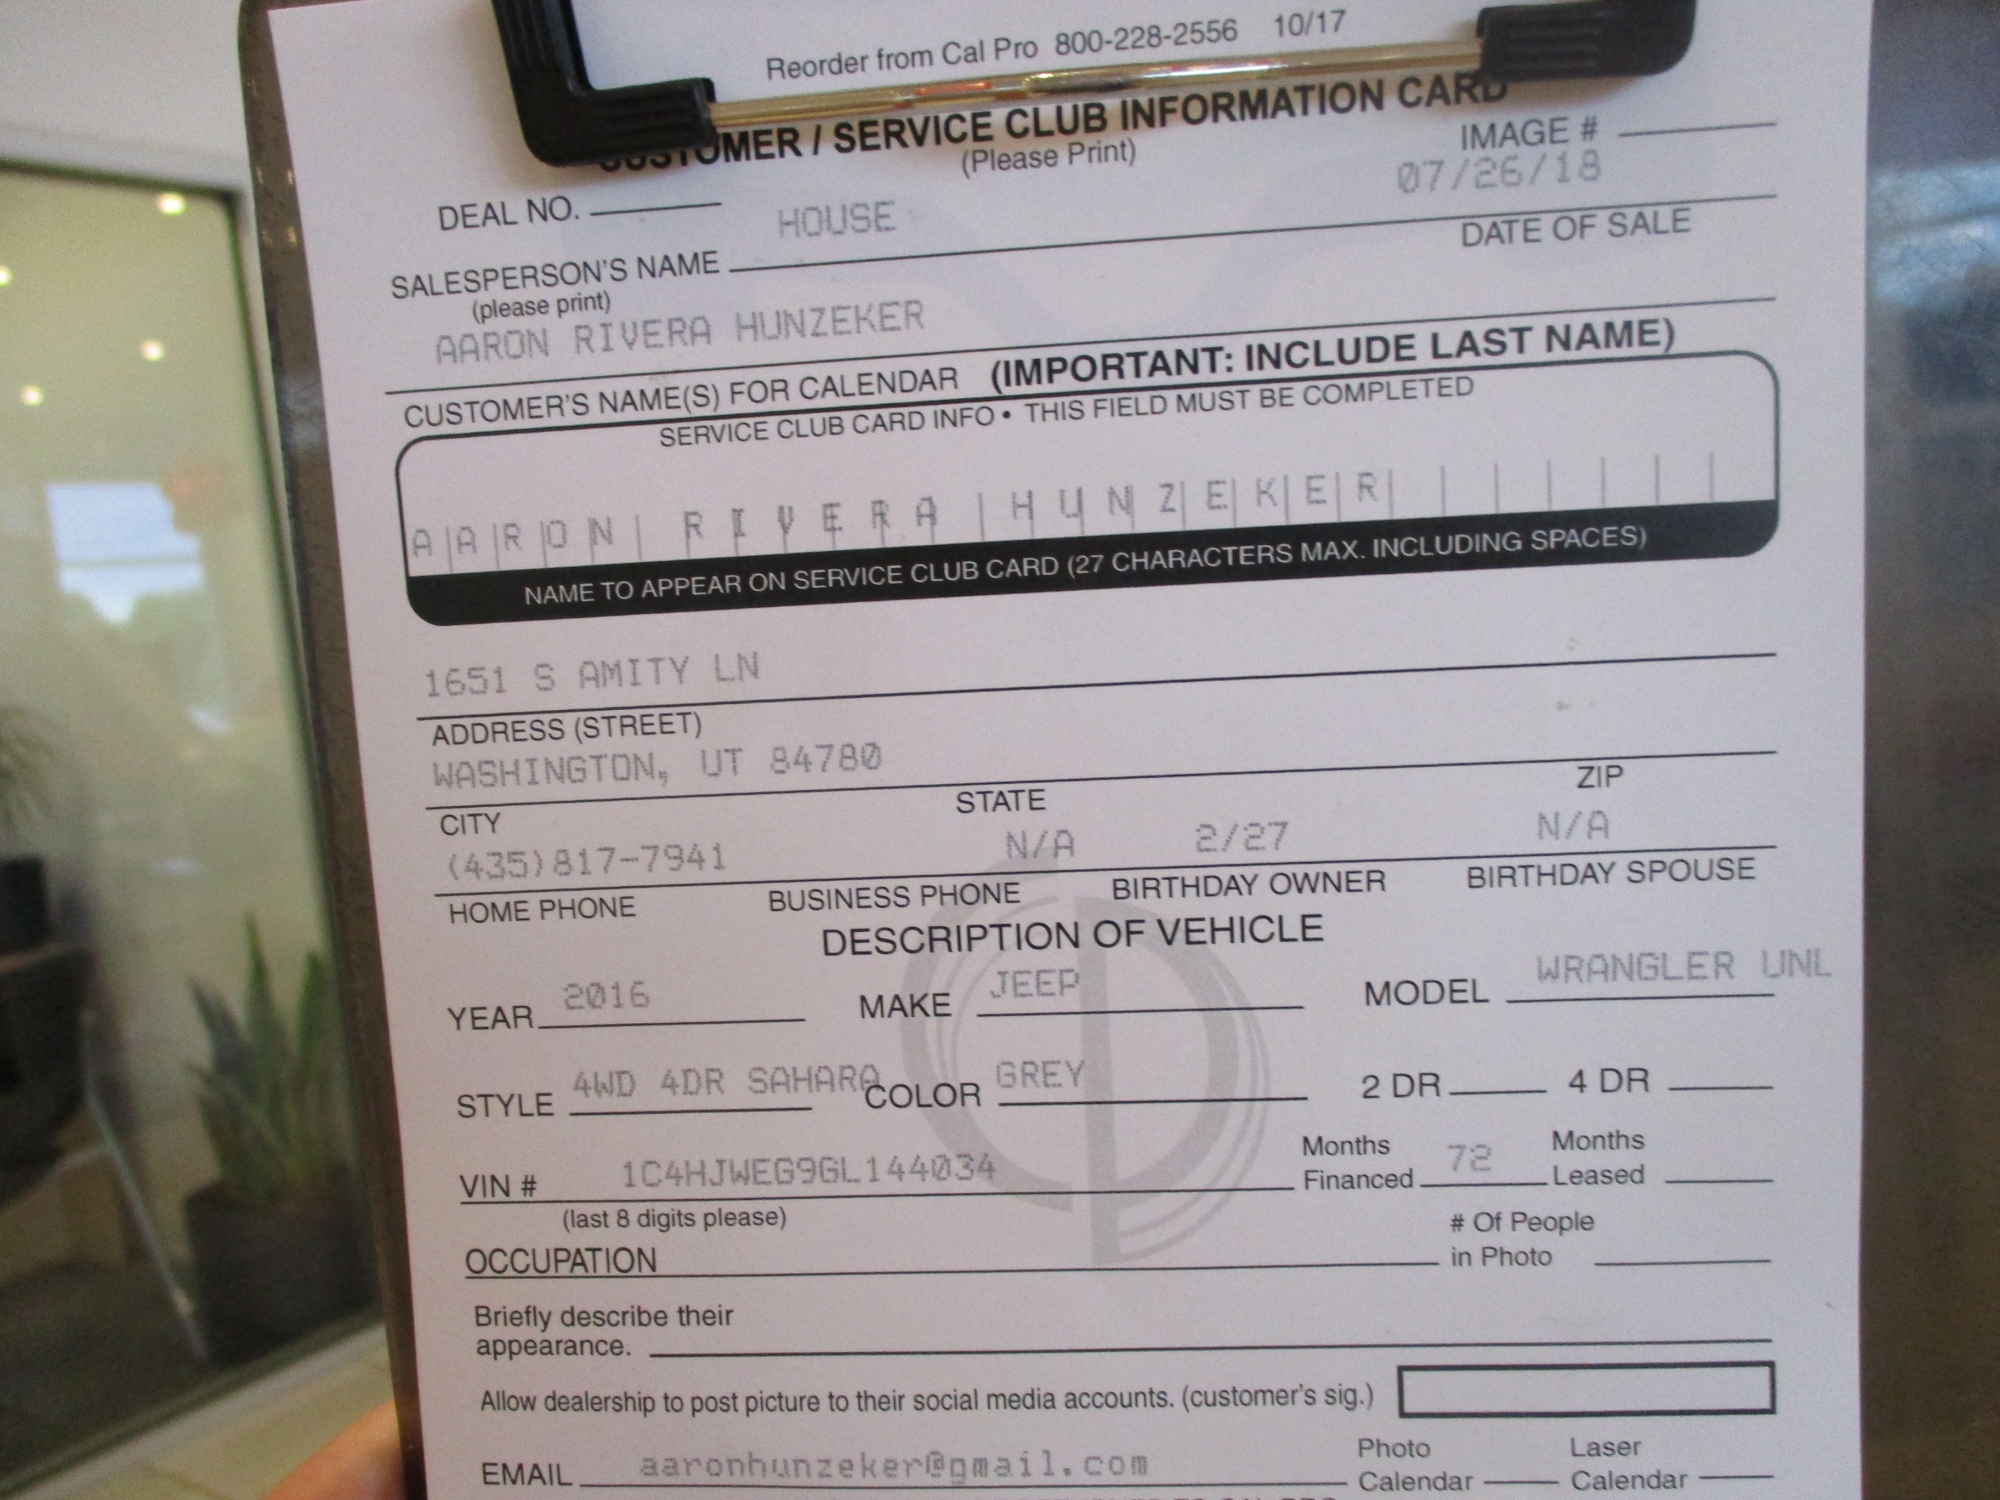 Reorder from Cal Pro 800-228-2556 10/17
CUSTOMER / SERVICE CLUB INFORMATION CARD
(Please Print)
IMAGE #
07/26/18
DEAL NO.
HOUSE
DATE OF SALE
SALESPERSON'S NAME
(please print)
AARON RIVERA HUNZEKER
CUSTOMER'S NAME(S) FOR CALENDAR (IMPORTANT: INCLUDE LAST NAME)
SERVICE CLUB CARD INFO • THIS FIELD MUST BE COMPLETED
AARON RIVERA HUNZEKER
NAME TO APPEAR ON SERVICE CLUB CARD (27 CHARACTERS MAX. INCLUDING SPACES)
1651 S AMITY LN
ADDRESS (STREET)
WASHINGTON, UT 84780
CITY STATE ZIP
(435)817-7941 N/A 2/27 N/A
HOME PHONE BUSINESS PHONE BIRTHDAY OWNER BIRTHDAY SPOUSE
DESCRIPTION OF VEHICLE
YEAR 2016 MAKE JEEP MODEL WRANGLER UNL
STYLE 4WD 4DR SAHARA COLOR GREY 2 DR 4 DR
VIN # 1C4HJWEG9GL144034 Months Financed 72 Months Leased
(last 8 digits please)
OCCUPATION # Of People in Photo
Briefly describe their
appearance.
Allow dealership to post picture to their social media accounts. (customer's sig.)
EMAIL aaronhunzeker@gmail.com Photo Calendar Laser Calendar